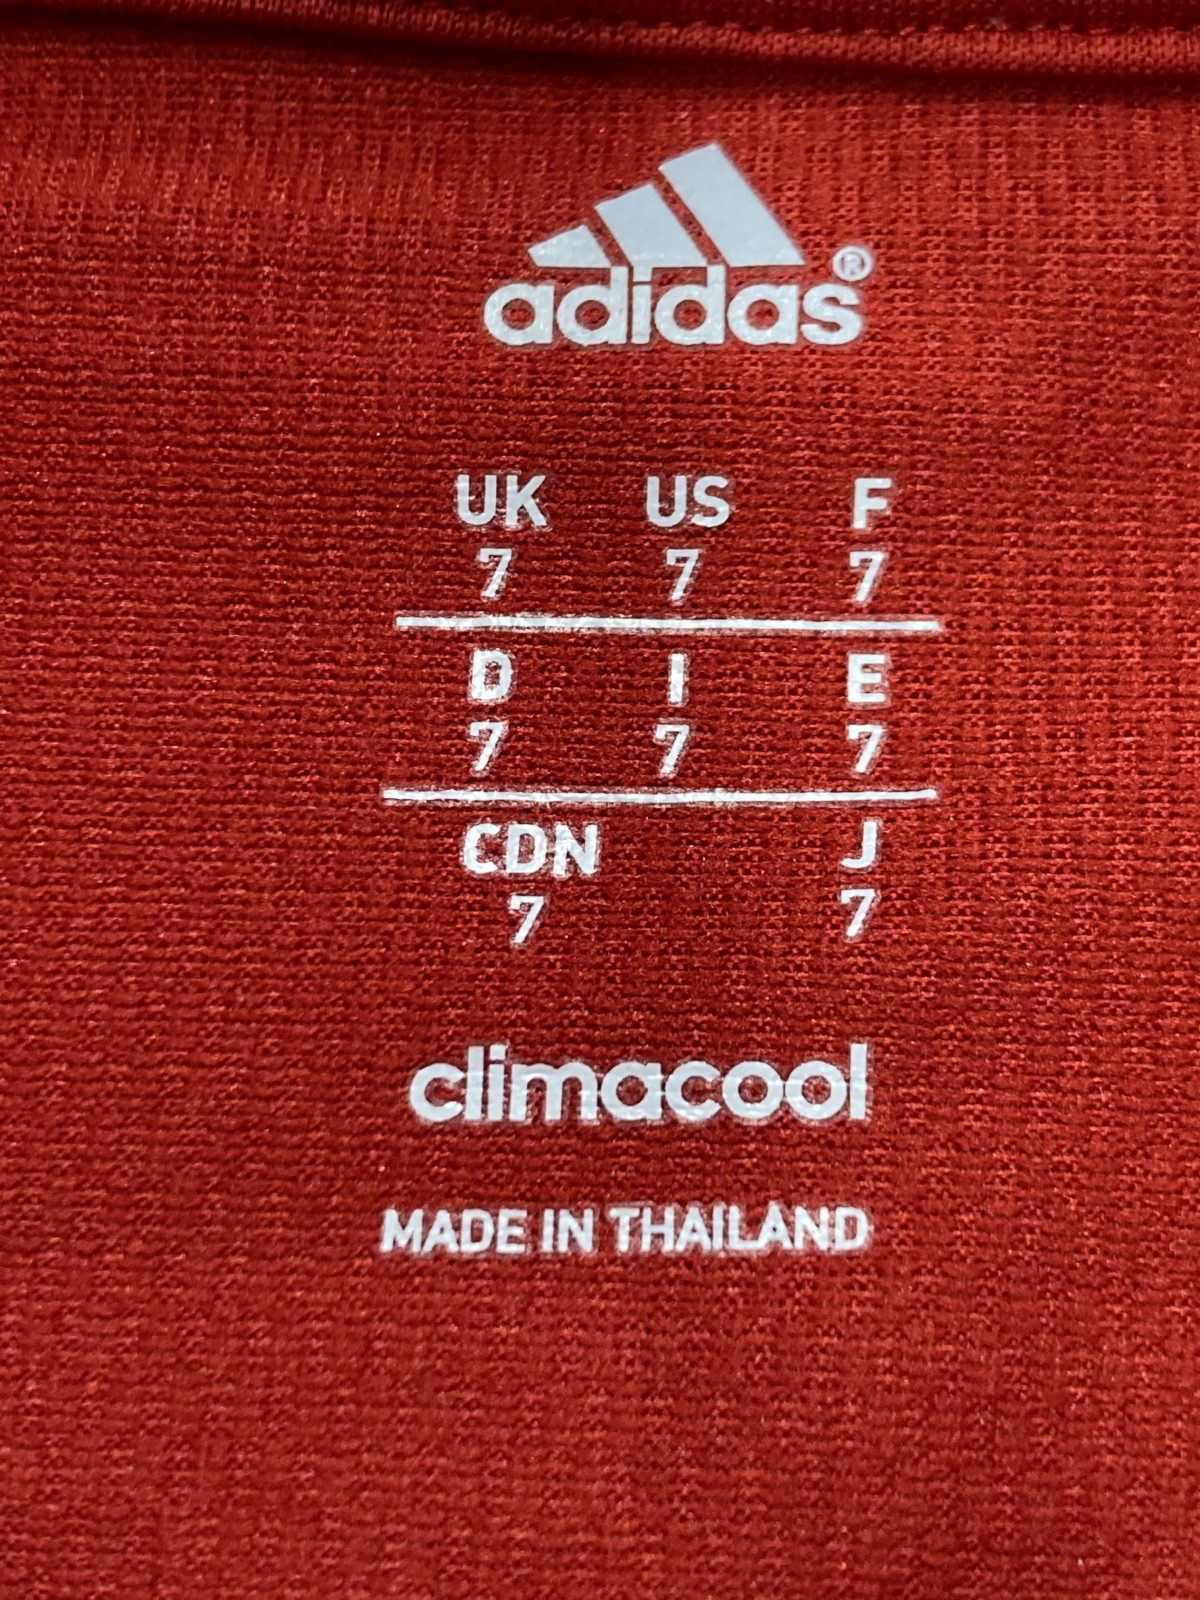 adidas®
UK US F
7 7 7
D I E
7 7 7
CDN J
7 7
climacool
MADE IN THAILAND